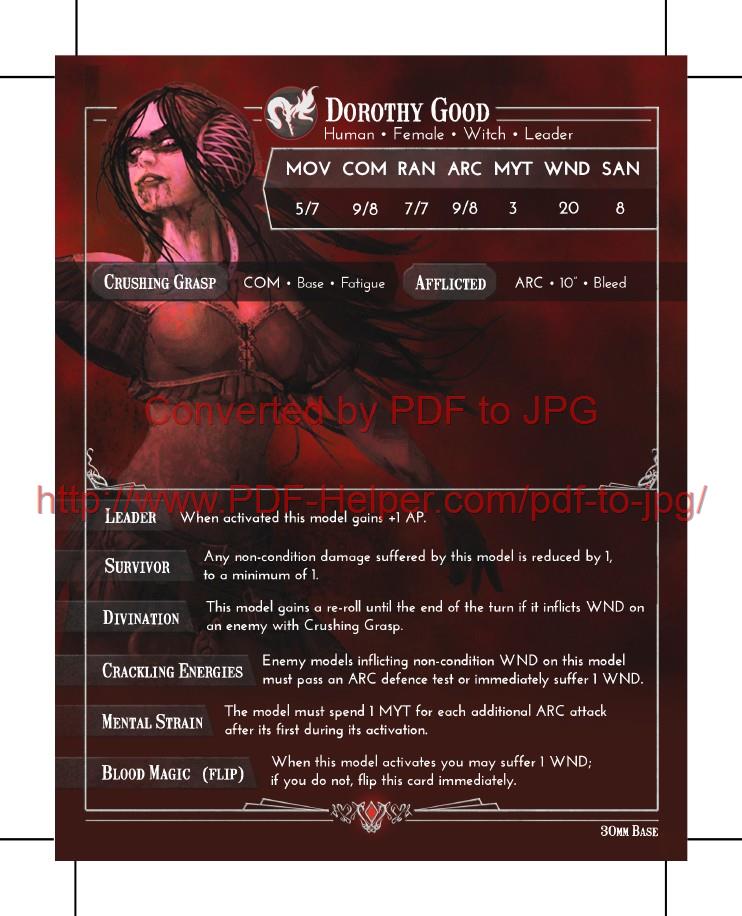 Dorothy Good
Human • Female • Witch • Leader
MOV COM RAN ARC MYT WND SAN
5/7 9/8 7/7 9/8 3 20 8
Crushing Grasp COM • Base • Fatigue Afflicted ARC • 10" • Bleed
Converted by PDF to JPG
http://www.PDF-Helper.com/pdf-to-jpg/
Leader When activated this model gains +1 AP.
Survivor Any non-condition damage suffered by this model is reduced by 1,
to a minimum of 1.
Divination This model gains a re-roll until the end of the turn if it inflicts WND on
an enemy with Crushing Grasp.
Crackling Energies Enemy models inflicting non-condition WND on this model
must pass an ARC defence test or immediately suffer 1 WND.
Mental Strain The model must spend 1 MYT for each additional ARC attack
after its first during its activation.
Blood Magic (flip) When this model activates you may suffer 1 WND;
if you do not, flip this card immediately.
30mm Base